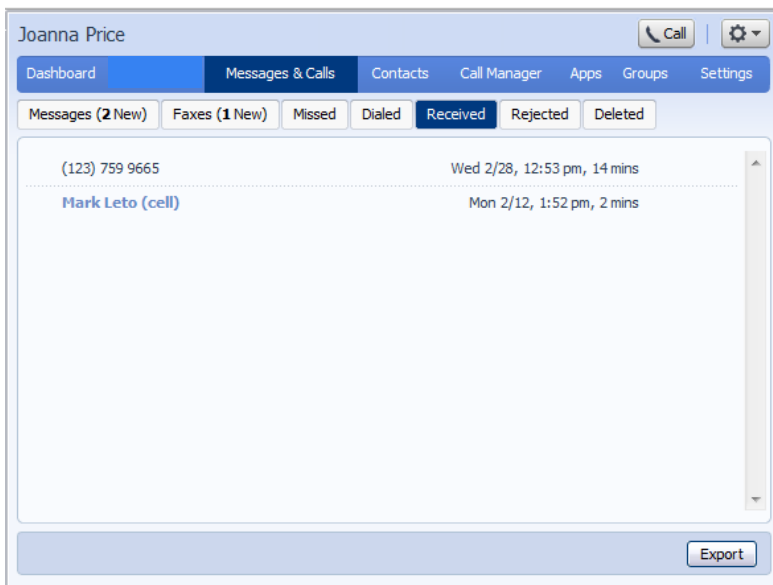 Joanna Price Call
Dashboard Messages & Calls Contacts Call Manager Apps Groups Settings
Messages (2 New) Faxes (1 New) Missed Dialed Received Rejected Deleted
(123) 759 9665 Wed 2/28, 12:53 pm, 14 mins
Mark Leto (cell) Mon 2/12, 1:52 pm, 2 mins
Export